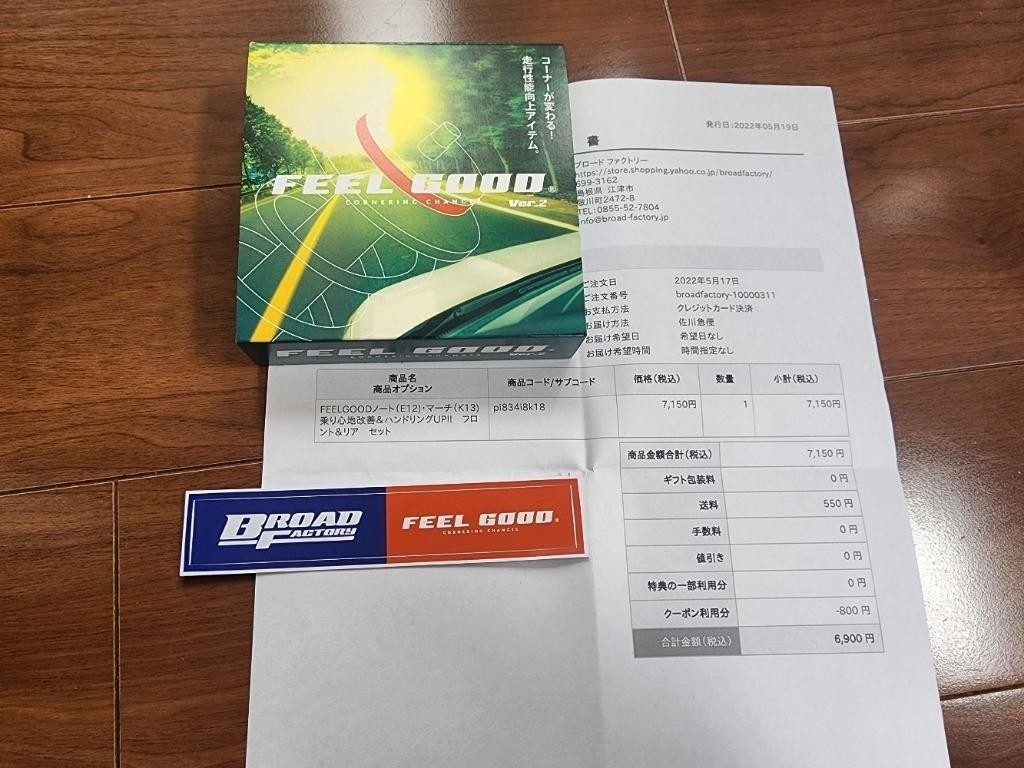 コーナーが変わる!
走行性能向上アイテム。
FEEL GOOD®
CORNERING CHANGES
Ver.2
FEEL GOOD®
Ver.2
発行日:2022年05月19日
書
ブロード ファクトリー
https://store.shopping.yahoo.co.jp/broadfactory/
699-3162
島根県 江津市
敬川町2472-8
TEL:0855-52-7804
info@broad-factory.jp
ご注文日 2022年5月17日
ご注文番号 broadfactory-10000311
お支払方法 クレジットカード決済
お届け方法 佐川急便
お届け希望日 希望日なし
お届け希望時間 時間指定なし
商品名
商品オプション 商品コード/サブコード 価格(税込) 数量 小計(税込)
FEELGOODノート(E12)・マーチ(K13) pi834i8k18 7,150円 1 7,150円
乗り心地改善&ハンドリングUP!! フロ
ント&リア セット
商品金額合計(税込) 7,150 円
ギフト包装料 0 円
送料 550 円
手数料 0 円
値引き 0 円
特典の一部利用分 0 円
クーポン利用分 -800 円
合計金額(税込) 6,900 円
BROAD
FACTORY
FEEL GOOD®
CORNERING CHANGES